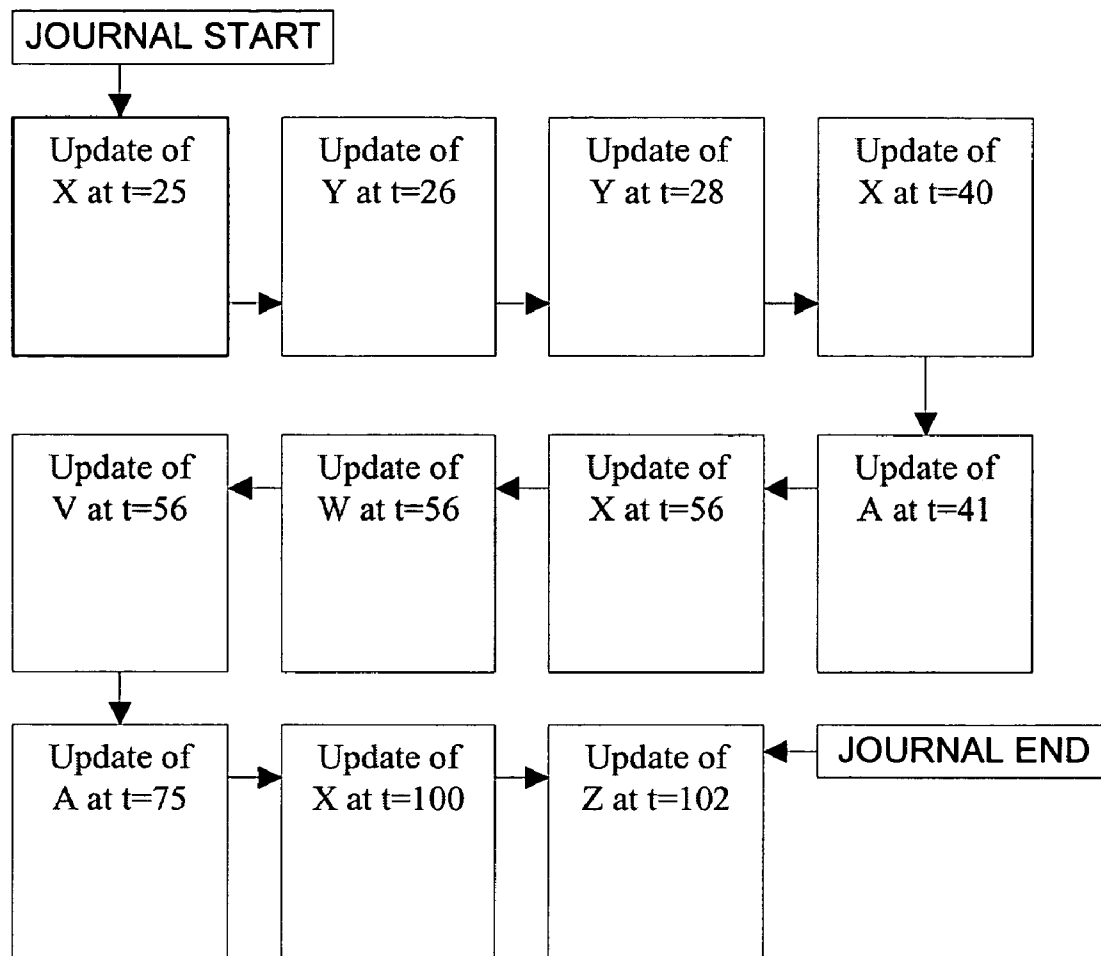 JOURNAL START
Update of
X at t=25
Update of
Y at t=26
Update of
Y at t=28
Update of
X at t=40
Update of
A at t=41
Update of
X at t=56
Update of
W at t=56
Update of
V at t=56
Update of
A at t=75
Update of
X at t=100
Update of
Z at t=102
JOURNAL END